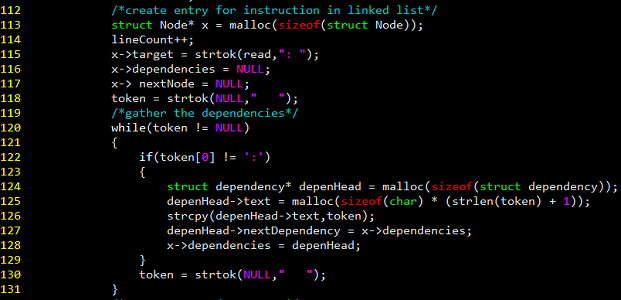 112 /*create entry for instruction in linked list*/
113 struct Node* x = malloc(sizeof(struct Node));
114 lineCount++;
115 x->target = strtok(read,": ");
116 x->dependencies = NULL;
117 x-> nextNode = NULL;
118 token = strtok(NULL,"   ");
119 /*gather the dependencies*/
120 while(token != NULL)
121 {
122 if(token[0] != ':')
123 {
124 struct dependency* depenHead = malloc(sizeof(struct dependency));
125 depenHead->text = malloc(sizeof(char) * (strlen(token) + 1));
126 strcpy(depenHead->text,token);
127 depenHead->nextDependency = x->dependencies;
128 x->dependencies = depenHead;
129 }
130 token = strtok(NULL,"   ");
131 }